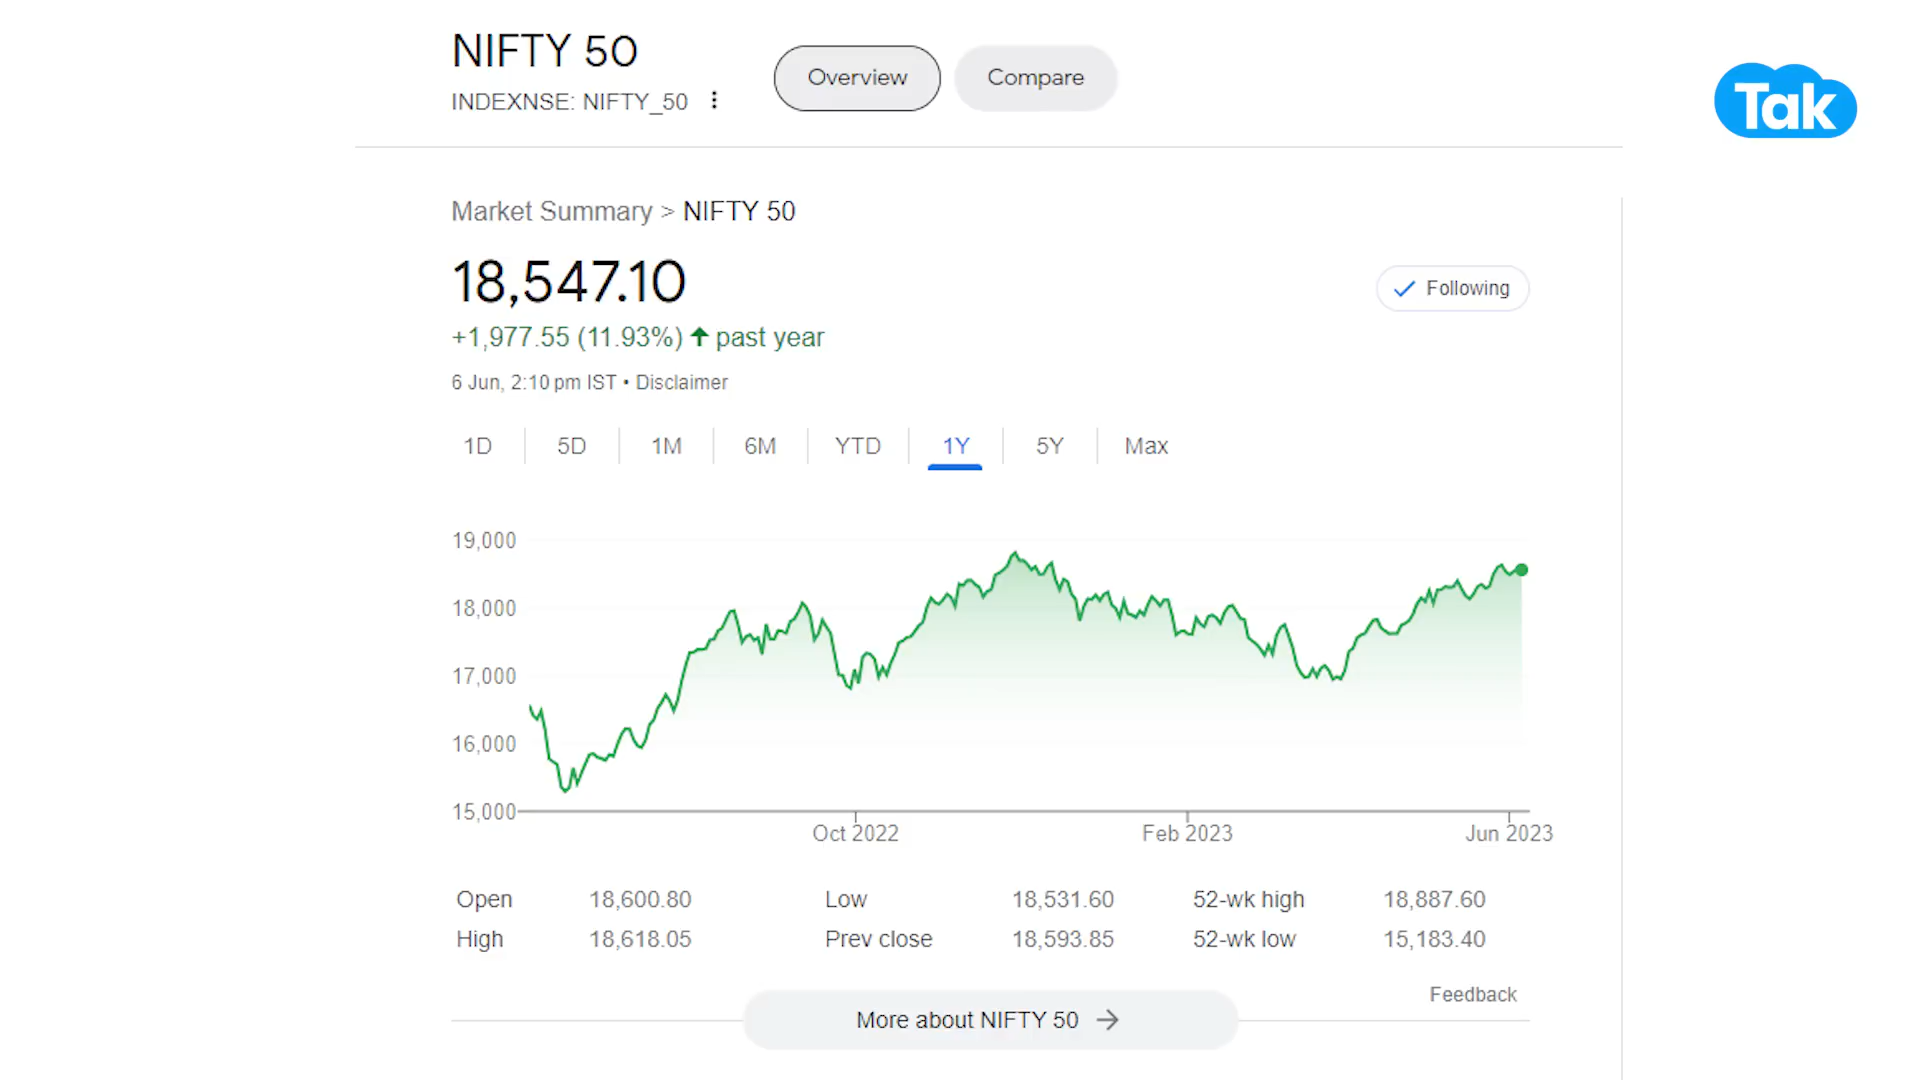 NIFTY 50
INDEXNSE: NIFTY_50
Overview
Compare
Tak
Market Summary > NIFTY 50
18,547.10
Following
+1,977.55 (11.93%) ↑ past year
6 Jun, 2:10 pm IST • Disclaimer
1D 5D 1M 6M YTD 1Y 5Y Max
19,000
18,000
17,000
16,000
15,000
Oct 2022 Feb 2023 Jun 2023
Open 18,600.80 Low 18,531.60 52-wk high 18,887.60
High 18,618.05 Prev close 18,593.85 52-wk low 15,183.40
Feedback
More about NIFTY 50 →